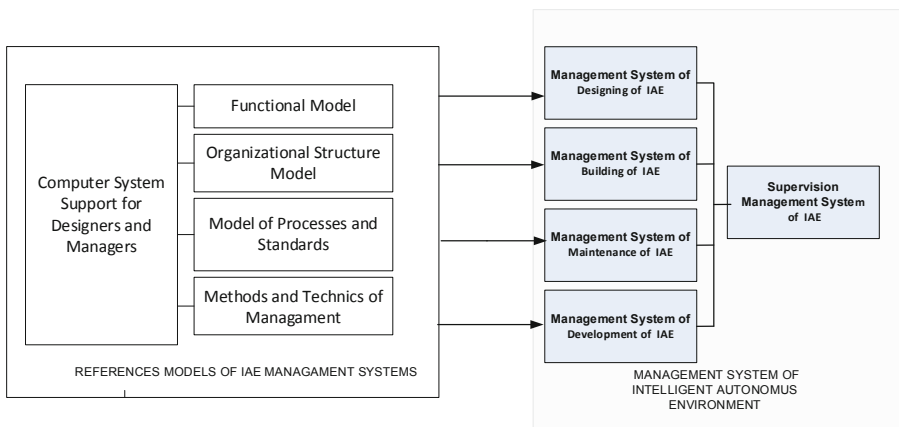 Computer System
Support for
Designers and
Managers
Functional Model
Organizational Structure
Model
Model of Processes and
Standards
Methods and Technics of
Managament
REFERENCES MODELS OF IAE MANAGAMENT SYSTEMS
Management System of
Designing of IAE
Management System of
Building of IAE
Management System of
Maintenance of IAE
Management System of
Development of IAE
Supervision
Management System
of IAE
MANAGEMENT SYSTEM OF
INTELLIGENT AUTONOMUS
ENVIRONMENT